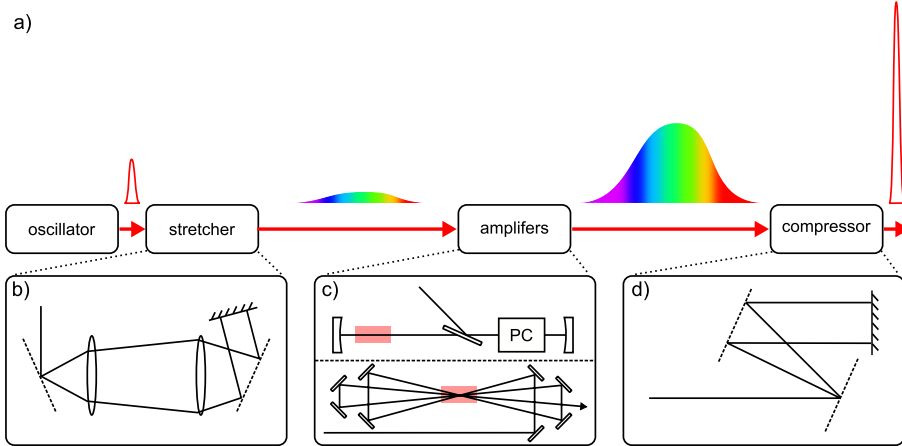 a)
oscillator
stretcher
amplifers
compressor
b)
c)
d)
PC